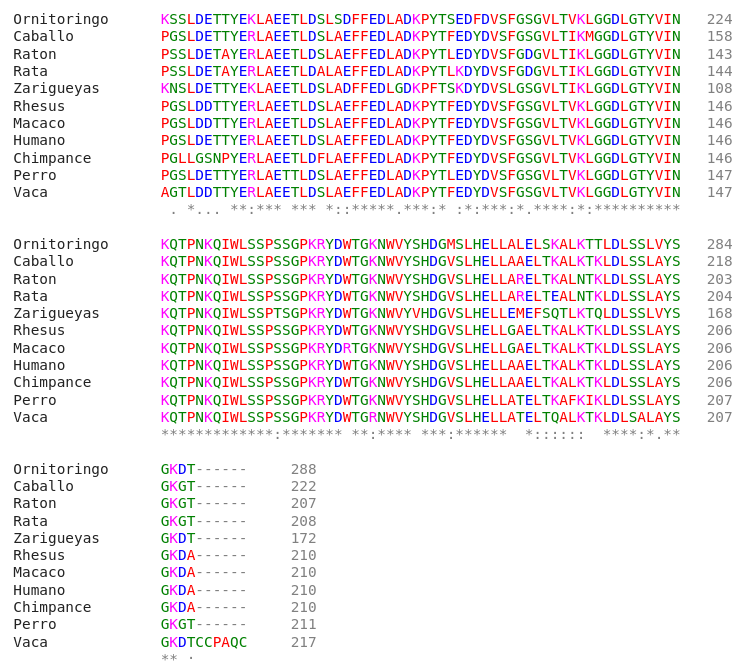 Ornitoringo KSSLDETTYEKLAEETLDSLSDFFEDLADKPYTSEDFDVSFGSGVLTVKLGGDLGTYVIN 224
Caballo PGSLDETTYERLAEETLDSLAEFFEDLADKPYTFEDYDVSFGSGVLTIKMGGDLGTYVIN 158
Raton PSSLDETAYERLAEETLDSLAEFFEDLADKPYTLEDYDVSFGDGVLTIKLGGDLGTYVIN 143
Rata PSSLDETAYERLAEETLDALAEFFEDLADKPYTLKDYDVSFGDGVLTIKLGGDLGTYVIN 144
Zarigueyas KNSLDETTYEKLAEETLDSLADFFEDLGDKPFTSKDYDVSLGSGVLTIKLGGDLGTYVIN 108
Rhesus PGSLDDTTYERLAEETLDSLAEFFEDLADKPYTFEDYDVSFGSGVLTVKLGGDLGTYVIN 146
Macaco PGSLDDTTYERLAEETLDSLAEFFEDLADKPYTFEDYDVSFGSGVLTVKLGGDLGTYVIN 146
Humano PGSLDETTYERLAEETLDSLAEFFEDLADKPYTFEDYDVSFGSGVLTVKLGGDLGTYVIN 146
Chimpance PGLLGSNPYERLAEETLDFLAEFFEDLADKPYTFEDYDVSFGSGVLTVKLGGDLGTYVIN 146
Perro PGSLDETTYERLAETTLDSLAEFFEDLADKPYTLEDYDVSFGSGVLTVKLGGDLGTYVIN 147
Vaca AGTLDDTTYERLAEETLDSLAEFFEDLADKPYTFEDYDVSFGSGVLTVKLGGDLGTYVIN 147
. *... **:*** *** *::*****.***:* :*:***:*.****:*:**********
Ornitoringo KQTPNKQIWLSSPSSGPKRYDWTGKNWVYSHDGMSLHELLALELSKALKTTLDLSSLVYS 284
Caballo KQTPNKQIWLSSPSSGPKRYDWTGKNWVYSHDGVSLHELLAAELTKALKTKLDLSSLAYS 218
Raton KQTPNKQIWLSSPSSGPKRYDWTGKNWVYSHDGVSLHELLARELTKALNTKLDLSSLAYS 203
Rata KQTPNKQIWLSSPSSGPKRYDWTGKNWVYSHDGVSLHELLARELTEALNTKLDLSSLAYS 204
Zarigueyas KQTPNKQIWLSSPTSGPKRYDWTGKNWVYVHDGVSLHELLEMEFSQTLKTQLDLSSLVYS 168
Rhesus KQTPNKQIWLSSPSSGPKRYDWTGKNWVYSHDGVSLHELLGAELTKALKTKLDLSSLAYS 206
Macaco KQTPNKQIWLSSPSSGPKRYDRTGKNWVYSHDGVSLHELLGAELTKALKTKLDLSSLAYS 206
Humano KQTPNKQIWLSSPSSGPKRYDWTGKNWVYSHDGVSLHELLAAELTKALKTKLDLSSLAYS 206
Chimpance KQTPNKQIWLSSPSSGPKRYDWTGKNWVYSHDGVSLHELLAAELTKALKTKLDLSSLAYS 206
Perro KQTPNKQIWLSSPSSGPKRYDWTGKNWVYSHDGVSLHELLATELTKAFKIKLDLSSLAYS 207
Vaca KQTPNKQIWLSSPSSGPKRYDWTGRNWVYSHDGVSLHELLATELTQALKTKLDLSALAYS 207
*************:******* **:**** ***:****** *:::::: ****:*.**
Ornitoringo GKDT------ 288
Caballo GKGT------ 222
Raton GKGT------ 207
Rata GKGT------ 208
Zarigueyas GKDT------ 172
Rhesus GKDA------ 210
Macaco GKDA------ 210
Humano GKDA------ 210
Chimpance GKDA------ 210
Perro GKGT------ 211
Vaca GKDTCCPAQC 217
** :